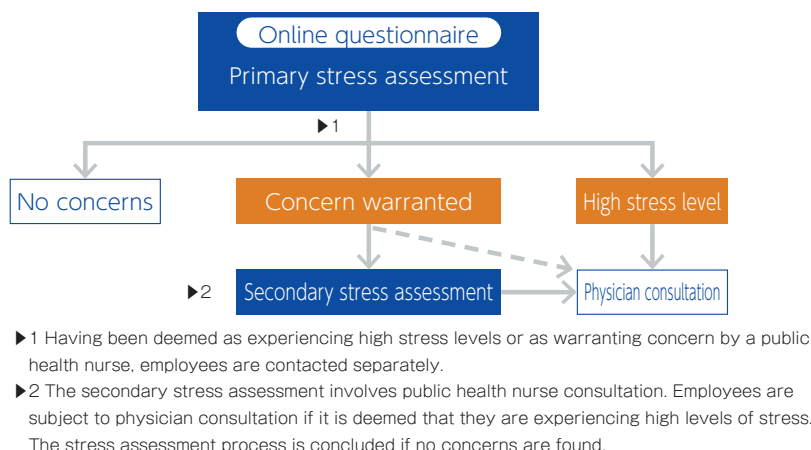 Online questionnaire
Primary stress assessment
▶1
No concerns
Concern warranted
High stress level
▶2
Secondary stress assessment
Physician consultation
▶1 Having been deemed as experiencing high stress levels or as warranting concern by a public
health nurse, employees are contacted separately.
▶2 The secondary stress assessment involves public health nurse consultation. Employees are
subject to physician consultation if it is deemed that they are experiencing high levels of stress.
The stress assessment process is concluded if no concerns are found.